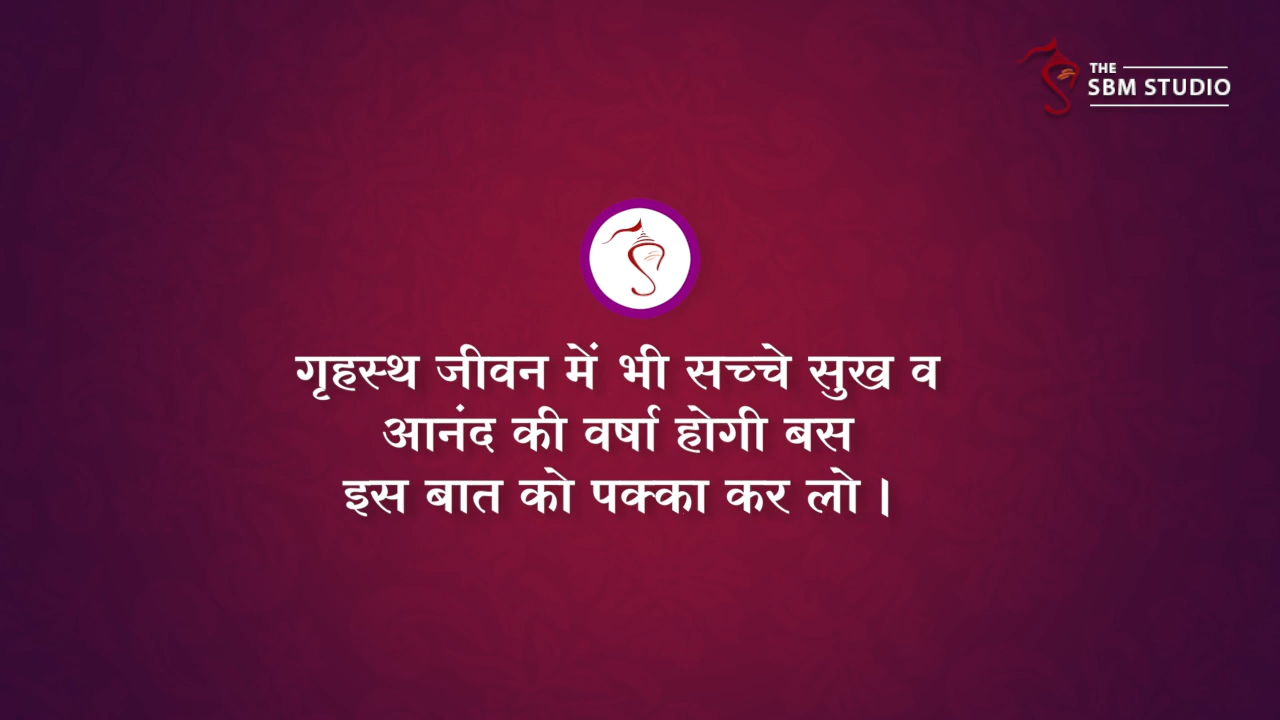 THE
SBM STUDIO
गृहस्थ जीवन में भी सच्चे सुख व
आनंद की वर्षा होगी बस
इस बात को पक्का कर लो।